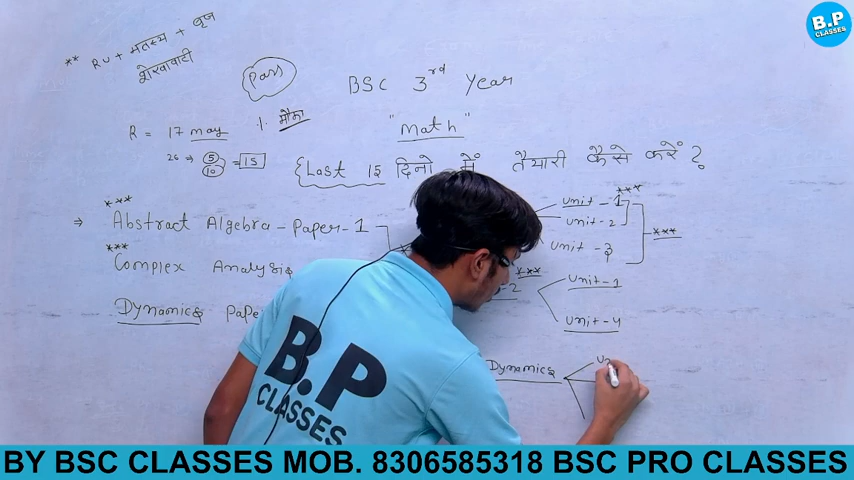 ** RU + मत्स्य + बृज
शेखावाटी
Pass
BSC 3rd Year
R = 17 may
1. मौका
"Math"
26 → 5 10 = 15
{Last 15 दिनो में तैयारी कैसे करें ?
***
⇒ Abstract Algebra - Paper - 1
***
Complex Analysis
Dynamics Pape
Unit - 1 ***
Unit - 2
Unit - 3
***
-2 ***
Unit - 1
Unit - 4
Dynamics
B.P
CLASSES
B.P
CLASSES
BY BSC CLASSES MOB. 8306585318 BSC PRO CLASSES